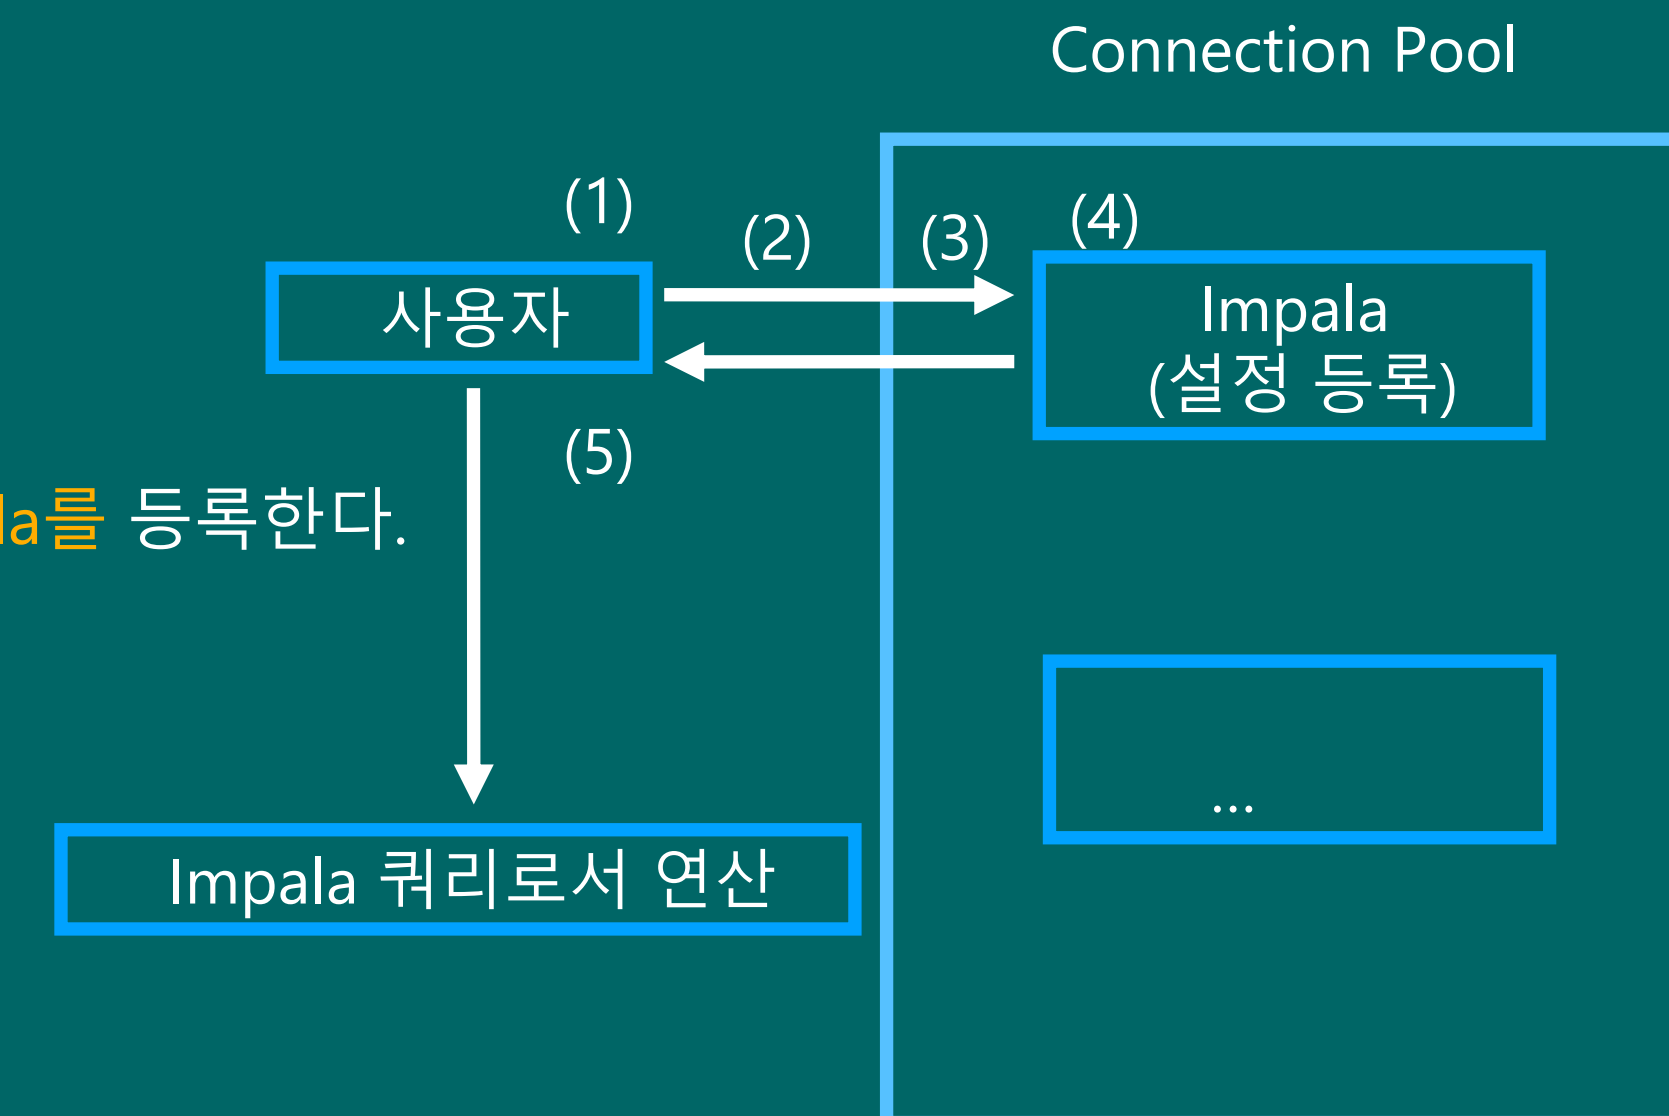 Connection Pool
(1)
(2)
(3)
(4)
사용자
Impala
(설정 등록)
(5)
la를 등록한다.
...
Impala 쿼리로서 연산